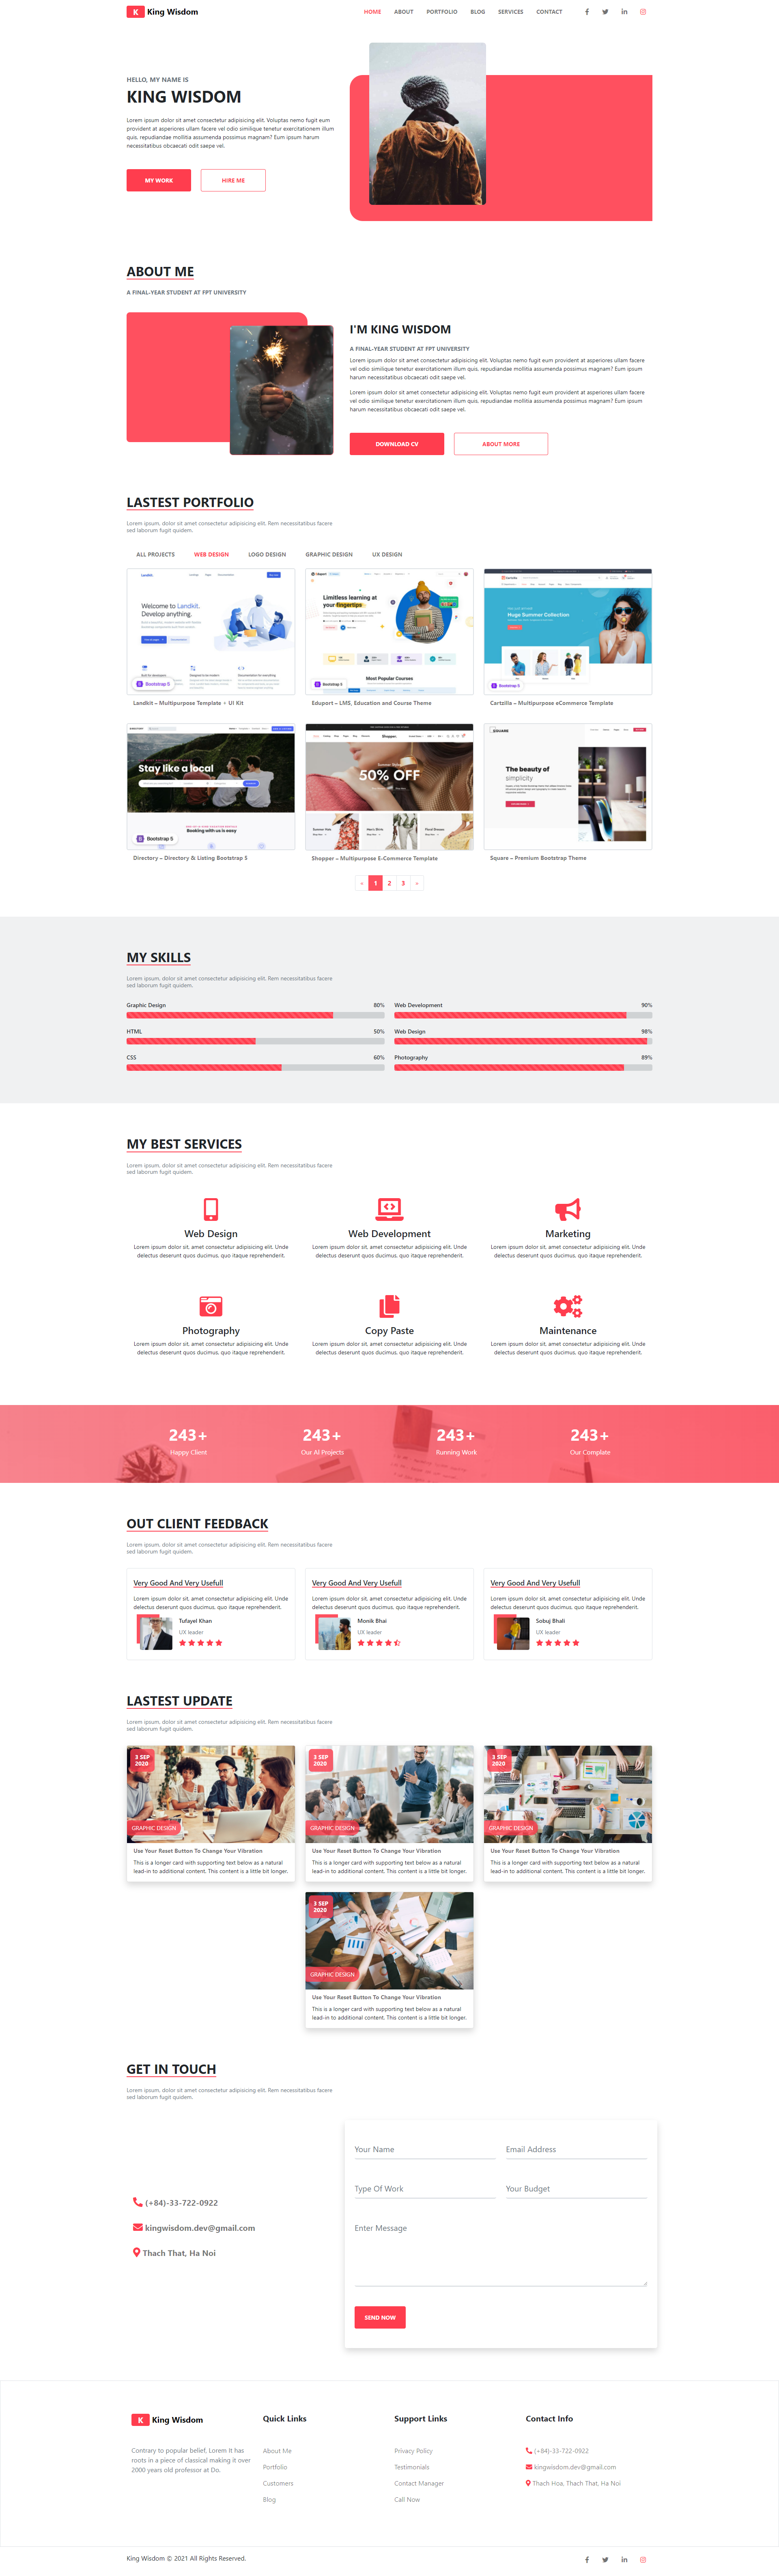 K King Wisdom
HOME ABOUT PORTFOLIO BLOG SERVICES CONTACT
HELLO, MY NAME IS
KING WISDOM
Lorem ipsum dolor sit amet consectetur adipisicing elit. Voluptas nemo fugit eum
provident at asperiores ullam facere vel odio similique tenetur exercitationem illum
quis, repudiandae mollitia assumenda possimus magnam? Eum ipsum harum
necessitatibus obcaecati odit saepe vel.
MY WORK
HIRE ME
ABOUT ME
A FINAL-YEAR STUDENT AT FPT UNIVERSITY
I'M KING WISDOM
A FINAL-YEAR STUDENT AT FPT UNIVERSITY
Lorem ipsum dolor sit amet consectetur adipisicing elit. Voluptas nemo fugit eum provident at asperiores ullam facere
vel odio similique tenetur exercitationem illum quis, repudiandae mollitia assumenda possimus magnam? Eum ipsum
harum necessitatibus obcaecati odit saepe vel.
Lorem ipsum dolor sit amet consectetur adipisicing elit. Voluptas nemo fugit eum provident at asperiores ullam facere
vel odio similique tenetur exercitationem illum quis, repudiandae mollitia assumenda possimus magnam? Eum ipsum
harum necessitatibus obcaecati odit saepe vel.
DOWNLOAD CV
ABOUT MORE
LASTEST PORTFOLIO
Lorem ipsum, dolor sit amet consectetur adipisicing elit. Rem necessitatibus facere
sed laborum fugit quidem.
ALL PROJECTS WEB DESIGN LOGO DESIGN GRAPHIC DESIGN UX DESIGN
Landkit
Welcome to Landkit.
Develop anything.
Bootstrap 5
Limitless learning at
your fingertips
Most Popular Courses
Bootstrap 5
Cartzilla
Huge Summer Collection.
Bootstrap 5
Landkit – Multipurpose Template + UI Kit
Eduport – LMS, Education and Course Theme
Cartzilla – Multipurpose eCommerce Template
Stay like a local
Booking with us is easy
Bootstrap 5
Shopper.
50% OFF
SQUARE
The beauty of
simplicity
Directory – Directory & Listing Bootstrap 5
Shopper – Multipurpose E-Commerce Template
Square – Premium Bootstrap Theme
« 1 2 3 »
MY SKILLS
Lorem ipsum, dolor sit amet consectetur adipisicing elit. Rem necessitatibus facere
sed laborum fugit quidem.
Graphic Design 80%
Web Development 90%
HTML 50%
Web Design 98%
CSS 60%
Photography 89%
MY BEST SERVICES
Lorem ipsum, dolor sit amet consectetur adipisicing elit. Rem necessitatibus facere
sed laborum fugit quidem.
Web Design
Lorem ipsum dolor sit, amet consectetur adipisicing elit. Unde
delectus deserunt quos ducimus, quo itaque reprehenderit.
Web Development
Lorem ipsum dolor sit, amet consectetur adipisicing elit. Unde
delectus deserunt quos ducimus, quo itaque reprehenderit.
Marketing
Lorem ipsum dolor sit, amet consectetur adipisicing elit. Unde
delectus deserunt quos ducimus, quo itaque reprehenderit.
Photography
Lorem ipsum dolor sit, amet consectetur adipisicing elit. Unde
delectus deserunt quos ducimus, quo itaque reprehenderit.
Copy Paste
Lorem ipsum dolor sit, amet consectetur adipisicing elit. Unde
delectus deserunt quos ducimus, quo itaque reprehenderit.
Maintenance
Lorem ipsum dolor sit, amet consectetur adipisicing elit. Unde
delectus deserunt quos ducimus, quo itaque reprehenderit.
243+ 243+ 243+ 243+
Happy Client Our Al Projects Running Work Our Complate
OUT CLIENT FEEDBACK
Lorem ipsum, dolor sit amet consectetur adipisicing elit. Rem necessitatibus facere
sed laborum fugit quidem.
Very Good And Very Usefull
Lorem ipsum dolor sit, amet consectetur adipisicing elit. Unde
delectus deserunt quos ducimus, quo itaque reprehenderit.
Tufayel Khan
UX leader
Very Good And Very Usefull
Lorem ipsum dolor sit, amet consectetur adipisicing elit. Unde
delectus deserunt quos ducimus, quo itaque reprehenderit.
Monik Bhai
UX leader
Very Good And Very Usefull
Lorem ipsum dolor sit, amet consectetur adipisicing elit. Unde
delectus deserunt quos ducimus, quo itaque reprehenderit.
Sobuj Bhali
UX leader
LASTEST UPDATE
Lorem ipsum, dolor sit amet consectetur adipisicing elit. Rem necessitatibus facere
sed laborum fugit quidem.
3 SEP
2020
GRAPHIC DESIGN
Use Your Reset Button To Change Your Vibration
This is a longer card with supporting text below as a natural
lead-in to additional content. This content is a little bit longer.
3 SEP
2020
GRAPHIC DESIGN
Use Your Reset Button To Change Your Vibration
This is a longer card with supporting text below as a natural
lead-in to additional content. This content is a little bit longer.
3 SEP
2020
GRAPHIC DESIGN
Use Your Reset Button To Change Your Vibration
This is a longer card with supporting text below as a natural
lead-in to additional content. This content is a little bit longer.
3 SEP
2020
GRAPHIC DESIGN
Use Your Reset Button To Change Your Vibration
This is a longer card with supporting text below as a natural
lead-in to additional content. This content is a little bit longer.
GET IN TOUCH
Lorem ipsum, dolor sit amet consectetur adipisicing elit. Rem necessitatibus facere
sed laborum fugit quidem.
(+84)-33-722-0922
kingwisdom.dev@gmail.com
Thach That, Ha Noi
Your Name
Email Address
Type Of Work
Your Budget
Enter Message
SEND NOW
K King Wisdom
Contrary to popular belief, Lorem It has
roots in a piece of classical making it over
2000 years old professor at Do.
Quick Links
About Me
Portfolio
Customers
Blog
Support Links
Privacy Policy
Testimonials
Contact Manager
Call Now
Contact Info
(+84)-33-722-0922
kingwisdom.dev@gmail.com
Thach Hoa, Thach That, Ha Noi
King Wisdom © 2021 All Rights Reserved.